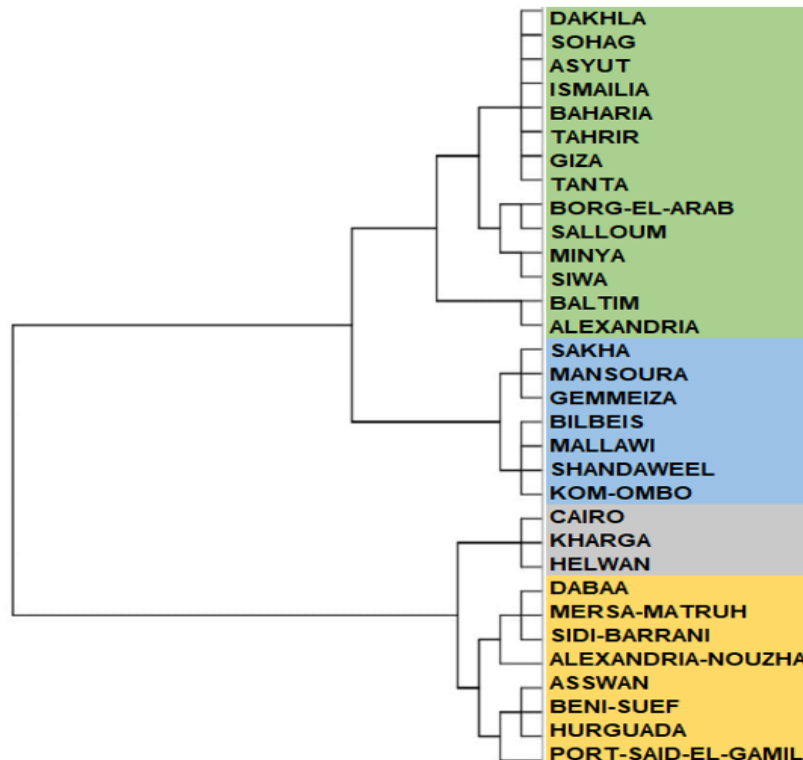 DAKHLA
SOHAG
ASYUT
ISMAILIA
BAHARIA
TAHRIR
GIZA
TANTA
BORG-EL-ARAB
SALLOUM
MINYA
SIWA
BALTIM
ALEXANDRIA
SAKHA
MANSOURA
GEMMEIZA
BILBEIS
MALLAWI
SHANDAWEEL
KOM-OMBO
CAIRO
KHARGA
HELWAN
DABAA
MERSA-MATRUH
SIDI-BARRANI
ALEXANDRIA-NOUZHA
ASSWAN
BENI-SUEF
HURGUADA
PORT-SAID-EL-GAMIL